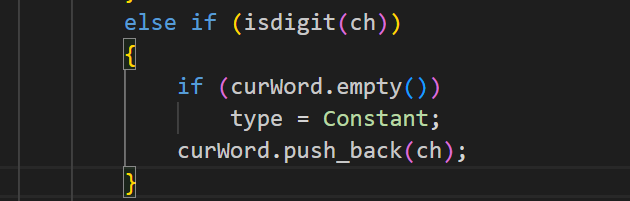 else if (isdigit(ch))
{
if (curWord.empty())
type = Constant;
curWord.push_back(ch);
}